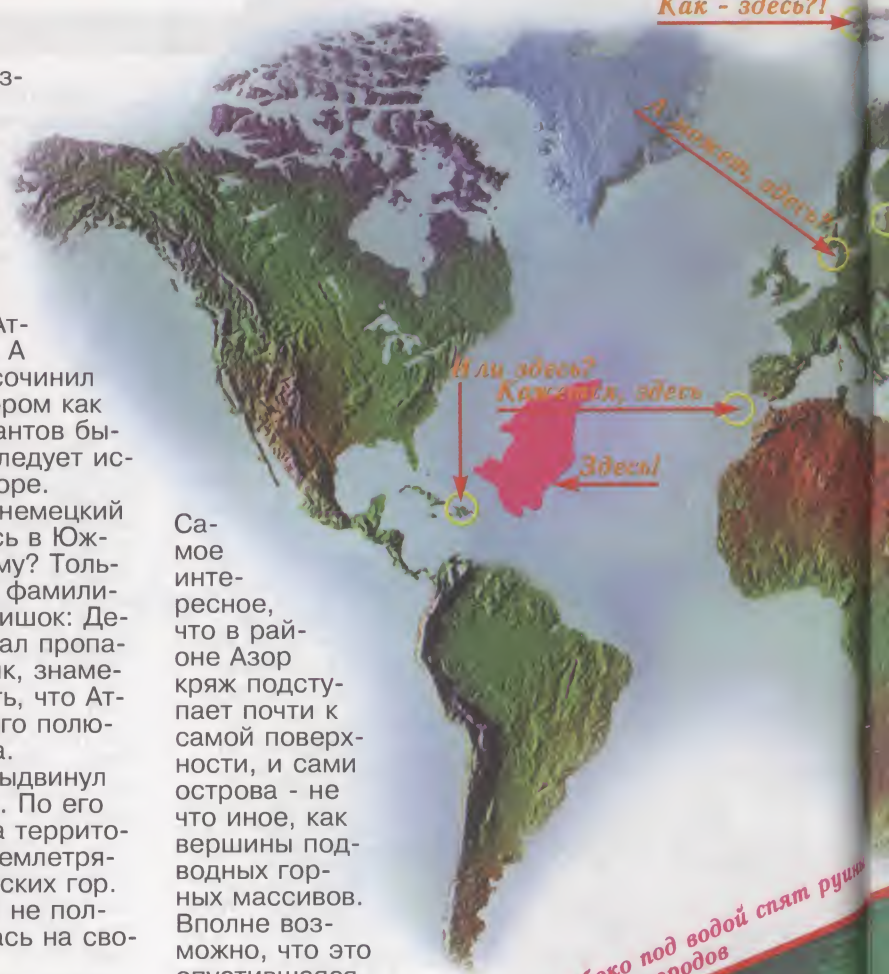 Как - здесь?!
А может, здесь?
Или здесь?
Кажется, здесь
Здесь!
з-
Ат-
А
сочинил
ром как
антов бы-
ледует ис-
оре.
немецкий
сь в Юж-
му? Толь-
фамили-
ишок: Де-
ал пропа-
ик, знаме-
ть, что Ат-
го полю-
а.
ыдвинул
. По его
а террито-
емлетря-
ских гор.
не пол-
ась на сво-
Са-
мое
инте-
ресное,
что в рай-
оне Азор
кряж подсту-
пает почти к
самой поверх-
ности, и сами
острова - не
что иное, как
вершины под-
водных гор-
ных массивов.
Вполне воз-
можно, что это
око под водой спят руины
ородов